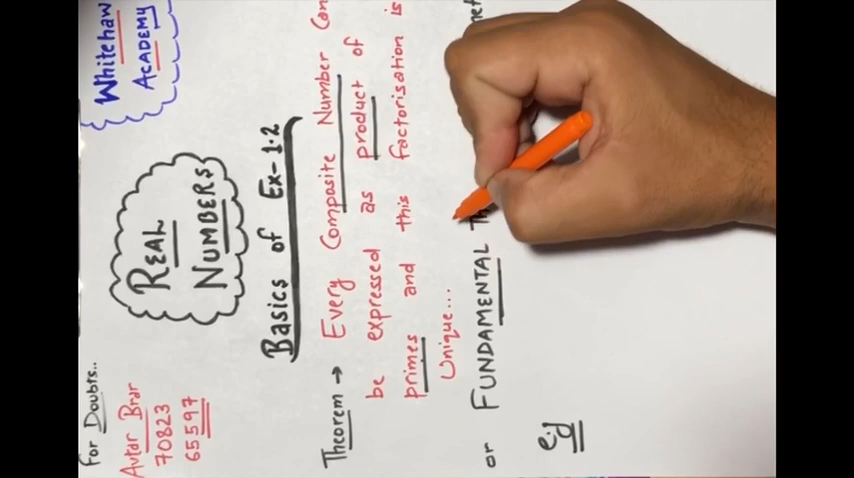 For Doubts..
Avtar Brar
70823
65597
Whitehaw
ACADEMY
REAL
NUMBERS
Basics of Ex-1.2
Theorem → Every Composite Number Can
be expressed as product of
primes and this factorisation is
Unique...
or FUNDAMENTAL
e.g